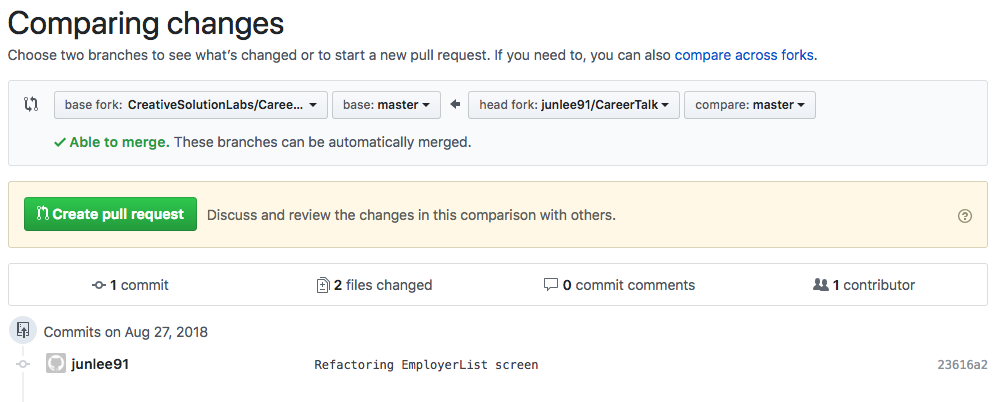 Comparing changes
Choose two branches to see what’s changed or to start a new pull request. If you need to, you can also compare across forks.
base fork: CreativeSolutionLabs/Caree... base: master head fork: junlee91/CareerTalk compare: master
Able to merge. These branches can be automatically merged.
Create pull request Discuss and review the changes in this comparison with others.
1 commit 2 files changed 0 commit comments 1 contributor
Commits on Aug 27, 2018
junlee91 Refactoring EmployerList screen 23616a2